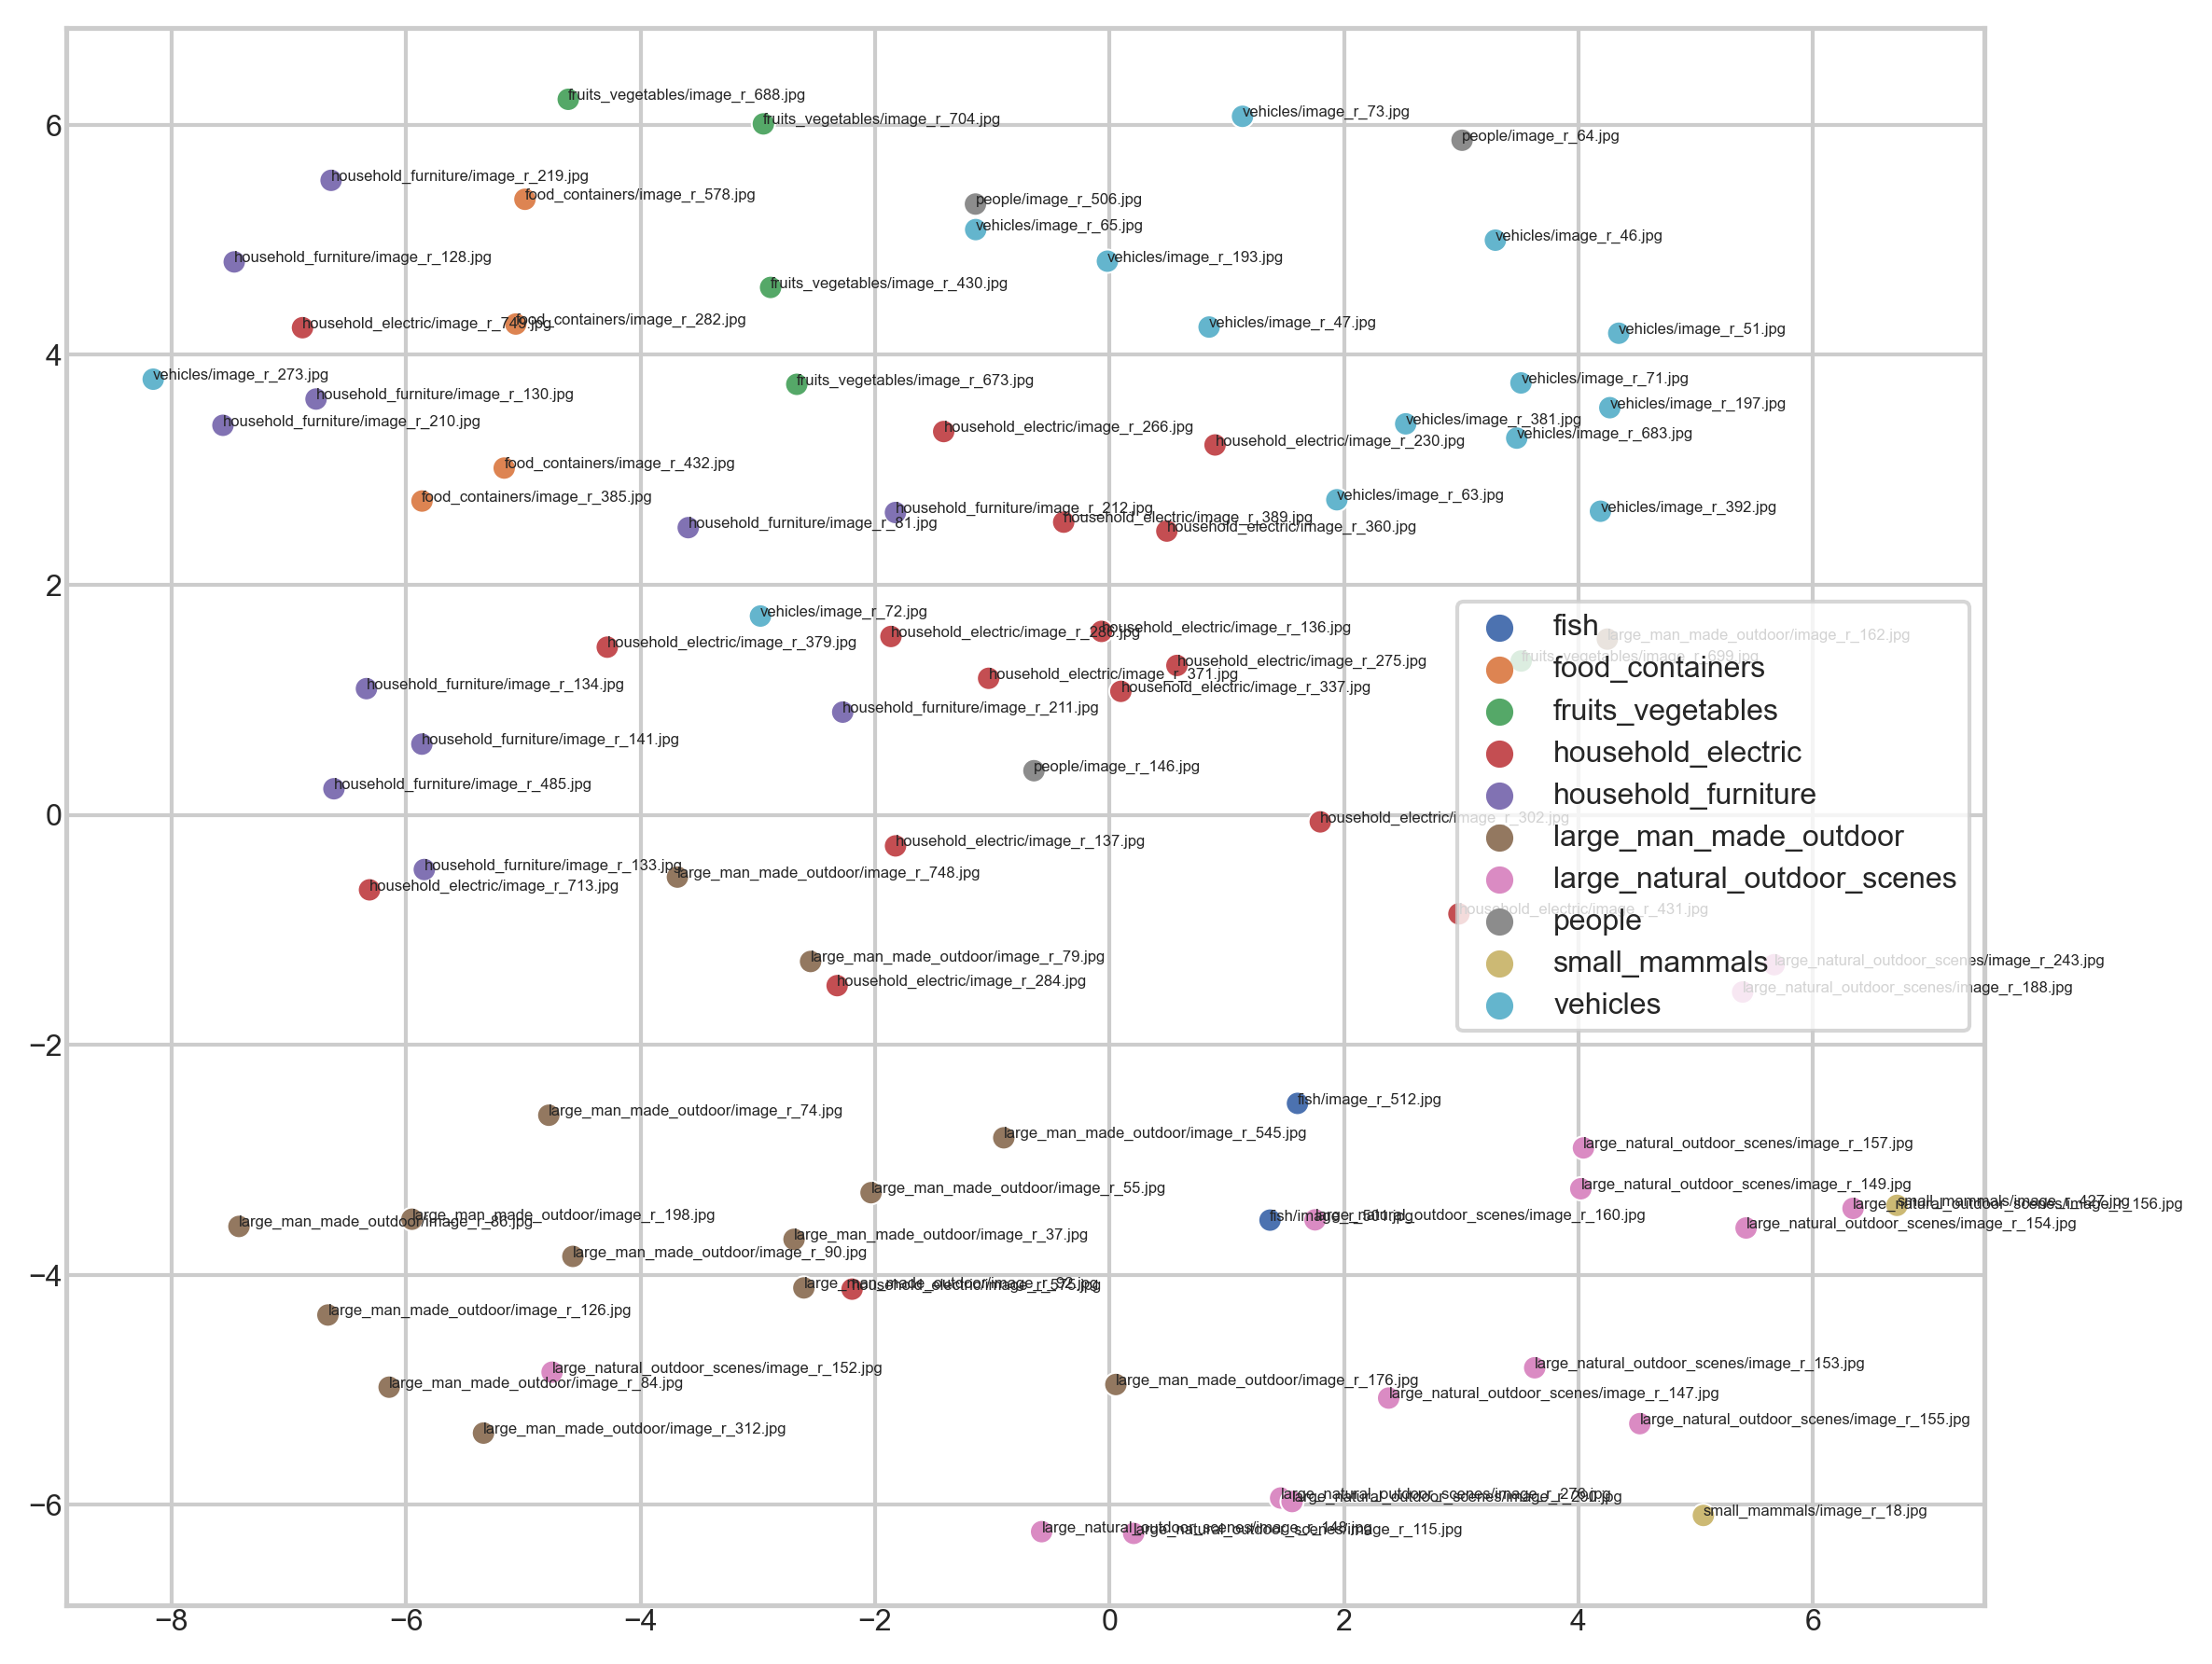 6
4
2
0
−2
−4
−6
fruits_vegetables/image_r_688.jpg
fruits_vegetables/image_r_704.jpg
vehicles/image_r_73.jpg
people/image_r_64.jpg
household_furniture/image_r_219.jpg
food_containers/image_r_578.jpg
people/image_r_506.jpg
vehicles/image_r_65.jpg
vehicles/image_r_46.jpg
household_furniture/image_r_128.jpg
vehicles/image_r_193.jpg
fruits_vegetables/image_r_430.jpg
household_electric/image_r_749.jpg
food_containers/image_r_282.jpg
vehicles/image_r_47.jpg
vehicles/image_r_51.jpg
vehicles/image_r_273.jpg
household_furniture/image_r_130.jpg
fruits_vegetables/image_r_673.jpg
vehicles/image_r_71.jpg
vehicles/image_r_197.jpg
household_furniture/image_r_210.jpg
household_electric/image_r_266.jpg
vehicles/image_r_381.jpg
vehicles/image_r_683.jpg
household_electric/image_r_230.jpg
food_containers/image_r_432.jpg
food_containers/image_r_385.jpg
household_furniture/image_r_212.jpg
vehicles/image_r_63.jpg
vehicles/image_r_392.jpg
household_furniture/image_r_81.jpg
household_electric/image_r_389.jpg
household_electric/image_r_360.jpg
vehicles/image_r_72.jpg
household_electric/image_r_379.jpg
household_electric/image_r_286.jpg
household_electric/image_r_136.jpg
large_man_made_outdoor/image_r_162.jpg
fruits_vegetables/image_r_699.jpg
household_electric/image_r_275.jpg
household_electric/image_r_371.jpg
household_electric/image_r_337.jpg
household_furniture/image_r_134.jpg
household_furniture/image_r_211.jpg
household_furniture/image_r_141.jpg
people/image_r_146.jpg
household_furniture/image_r_485.jpg
household_electric/image_r_302.jpg
household_electric/image_r_137.jpg
household_furniture/image_r_133.jpg
large_man_made_outdoor/image_r_748.jpg
household_electric/image_r_713.jpg
household_electric/image_r_431.jpg
large_man_made_outdoor/image_r_79.jpg
large_natural_outdoor_scenes/image_r_243.jpg
household_electric/image_r_284.jpg
large_natural_outdoor_scenes/image_r_188.jpg
fish
food_containers
fruits_vegetables
household_electric
household_furniture
large_man_made_outdoor
large_natural_outdoor_scenes
people
small_mammals
vehicles
large_man_made_outdoor/image_r_74.jpg
fish/image_r_512.jpg
large_man_made_outdoor/image_r_545.jpg
large_natural_outdoor_scenes/image_r_157.jpg
large_man_made_outdoor/image_r_55.jpg
large_natural_outdoor_scenes/image_r_149.jpg
large_man_made_outdoor/image_r_86.jpg
large_man_made_outdoor/image_r_198.jpg
fish/image_r_501.jpg
large_natural_outdoor_scenes/image_r_160.jpg
small_mammals/image_r_427.jpg
large_natural_outdoor_scenes/image_r_156.jpg
large_natural_outdoor_scenes/image_r_154.jpg
large_man_made_outdoor/image_r_37.jpg
large_man_made_outdoor/image_r_90.jpg
large_man_made_outdoor/image_r_92.jpg
household_electric/image_r_575.jpg
large_man_made_outdoor/image_r_126.jpg
large_natural_outdoor_scenes/image_r_152.jpg
large_man_made_outdoor/image_r_84.jpg
large_man_made_outdoor/image_r_176.jpg
large_natural_outdoor_scenes/image_r_153.jpg
large_natural_outdoor_scenes/image_r_147.jpg
large_natural_outdoor_scenes/image_r_155.jpg
large_man_made_outdoor/image_r_312.jpg
small_mammals/image_r_18.jpg
large_natural_outdoor_scenes/image_r_148.jpg
large_natural_outdoor_scenes/image_r_115.jpg
−8
−6
−4
−2
0
2
4
6